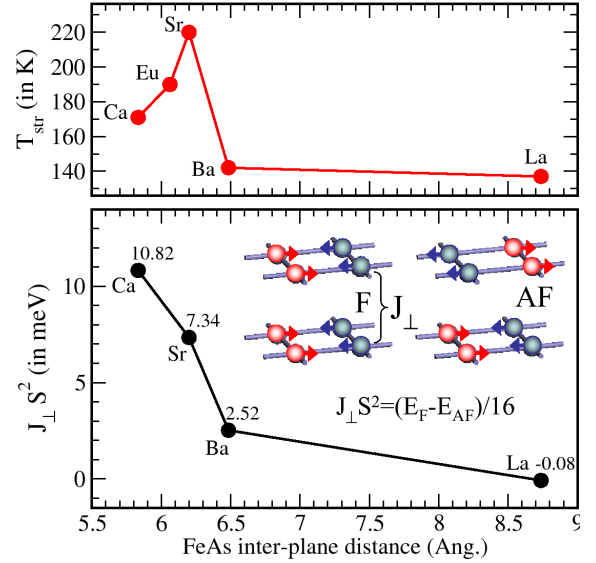 220
200
180
160
140
T_str (in K)
Ca
Eu
Sr
Ba
La
10
5
0
J_⊥ S^2 (in meV)
10.82
Ca
7.34
Sr
2.52
Ba
La -0.08
F
J_⊥
AF
J_⊥S^2=(E_F-E_AF)/16
5.5 6 6.5 7 7.5 8 8.5 9
FeAs inter-plane distance (Ang.)